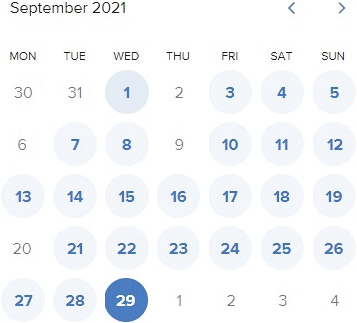 September 2021
MON TUE WED THU FRI SAT SUN
30 31 1 2 3 4 5
6 7 8 9 10 11 12
13 14 15 16 17 18 19
20 21 22 23 24 25 26
27 28 29 1 2 3 4